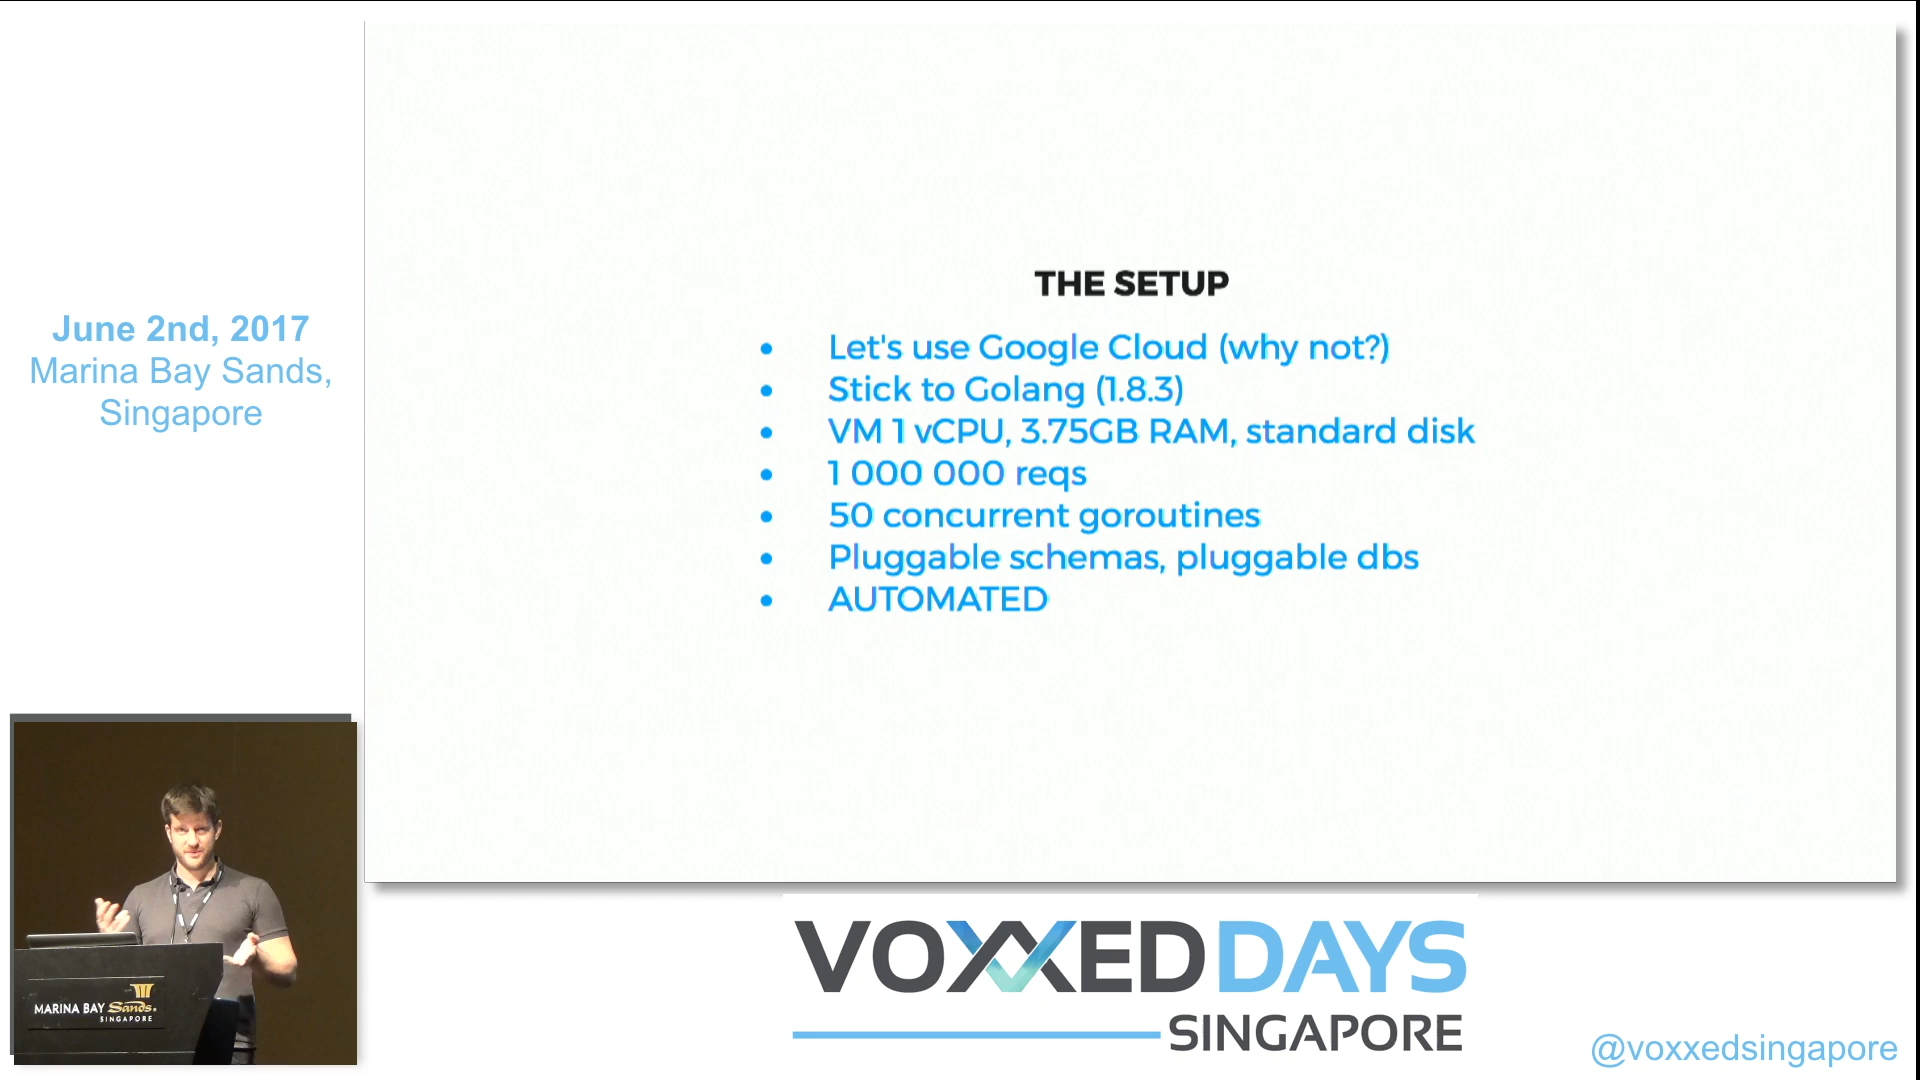 June 2nd, 2017
Marina Bay Sands,
Singapore
THE SETUP
• Let's use Google Cloud (why not?)
• Stick to Golang (1.8.3)
• VM 1 vCPU, 3.75GB RAM, standard disk
• 1 000 000 reqs
• 50 concurrent goroutines
• Pluggable schemas, pluggable dbs
• AUTOMATED
MARINA BAY Sands.
SINGAPORE
VOXXED DAYS
SINGAPORE
@voxxedsingapore